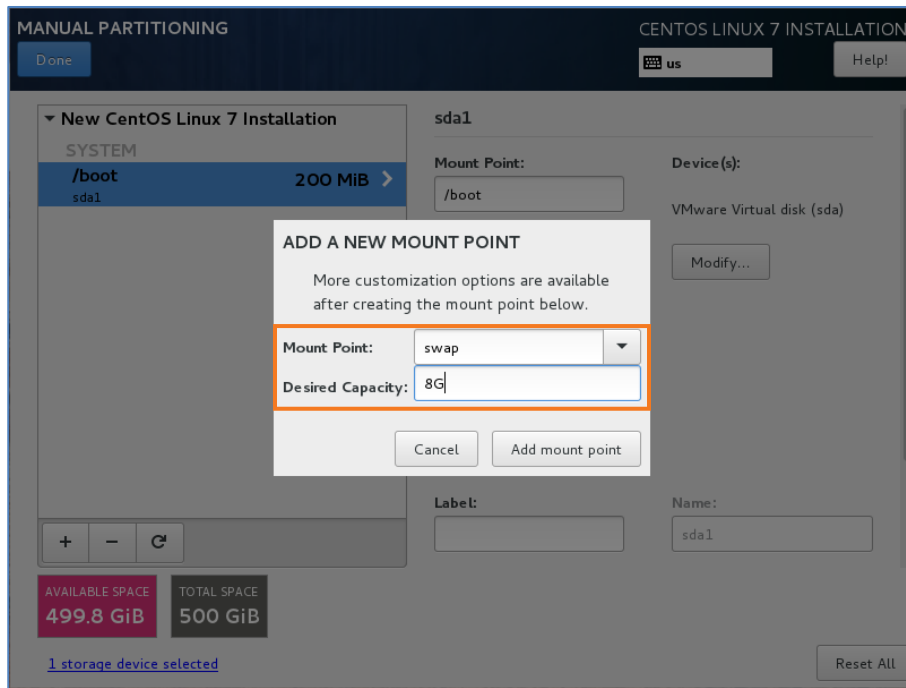 MANUAL PARTITIONING
CENTOS LINUX 7 INSTALLATION
Done
us
Help!
New CentOS Linux 7 Installation
sda1
SYSTEM
/boot
200 MiB
sda1
Mount Point:
Device(s):
/boot
VMware Virtual disk (sda)
Modify...
ADD A NEW MOUNT POINT
More customization options are available
after creating the mount point below.
Mount Point:
swap
Desired Capacity:
8G
Cancel
Add mount point
Label:
Name:
sda1
+
−
AVAILABLE SPACE
499.8 GiB
TOTAL SPACE
500 GiB
1 storage device selected
Reset All